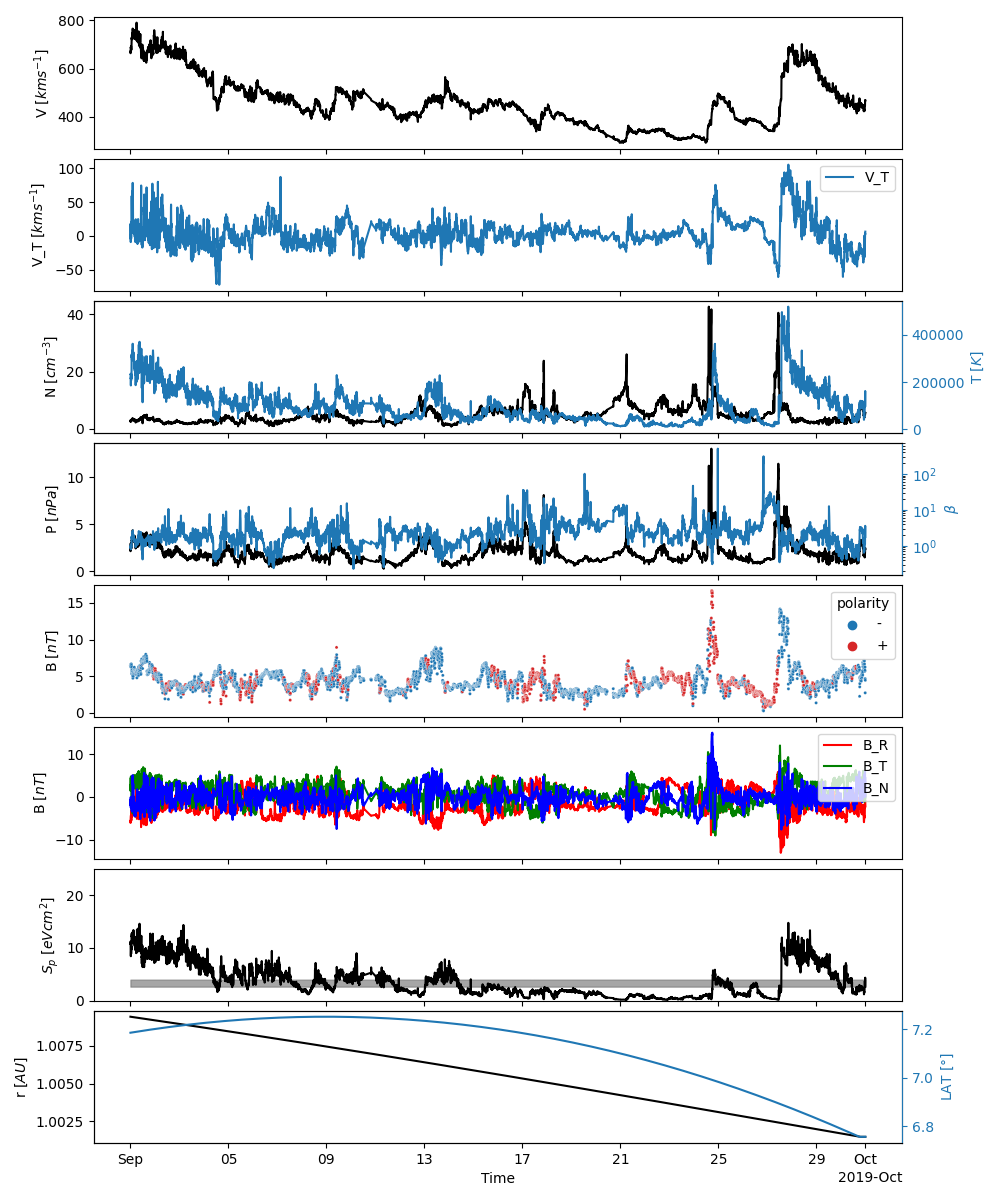 800
600
400
V [kms⁻¹]
100
50
0
−50
V_T [kms⁻¹]
V_T
40
20
0
N [cm⁻³]
400000
200000
0
T [K]
10
5
0
P [nPa]
10²
10¹
10⁰
β
15
10
5
0
B [nT]
polarity
-
+
10
0
−10
B [nT]
B_R
B_T
B_N
20
10
0
Sₚ [eVcm²]
1.0075
1.0050
1.0025
r [AU]
7.2
7.0
6.8
LAT [°]
Sep 05 09 13 17 21 25 29 Oct
Time
2019-Oct